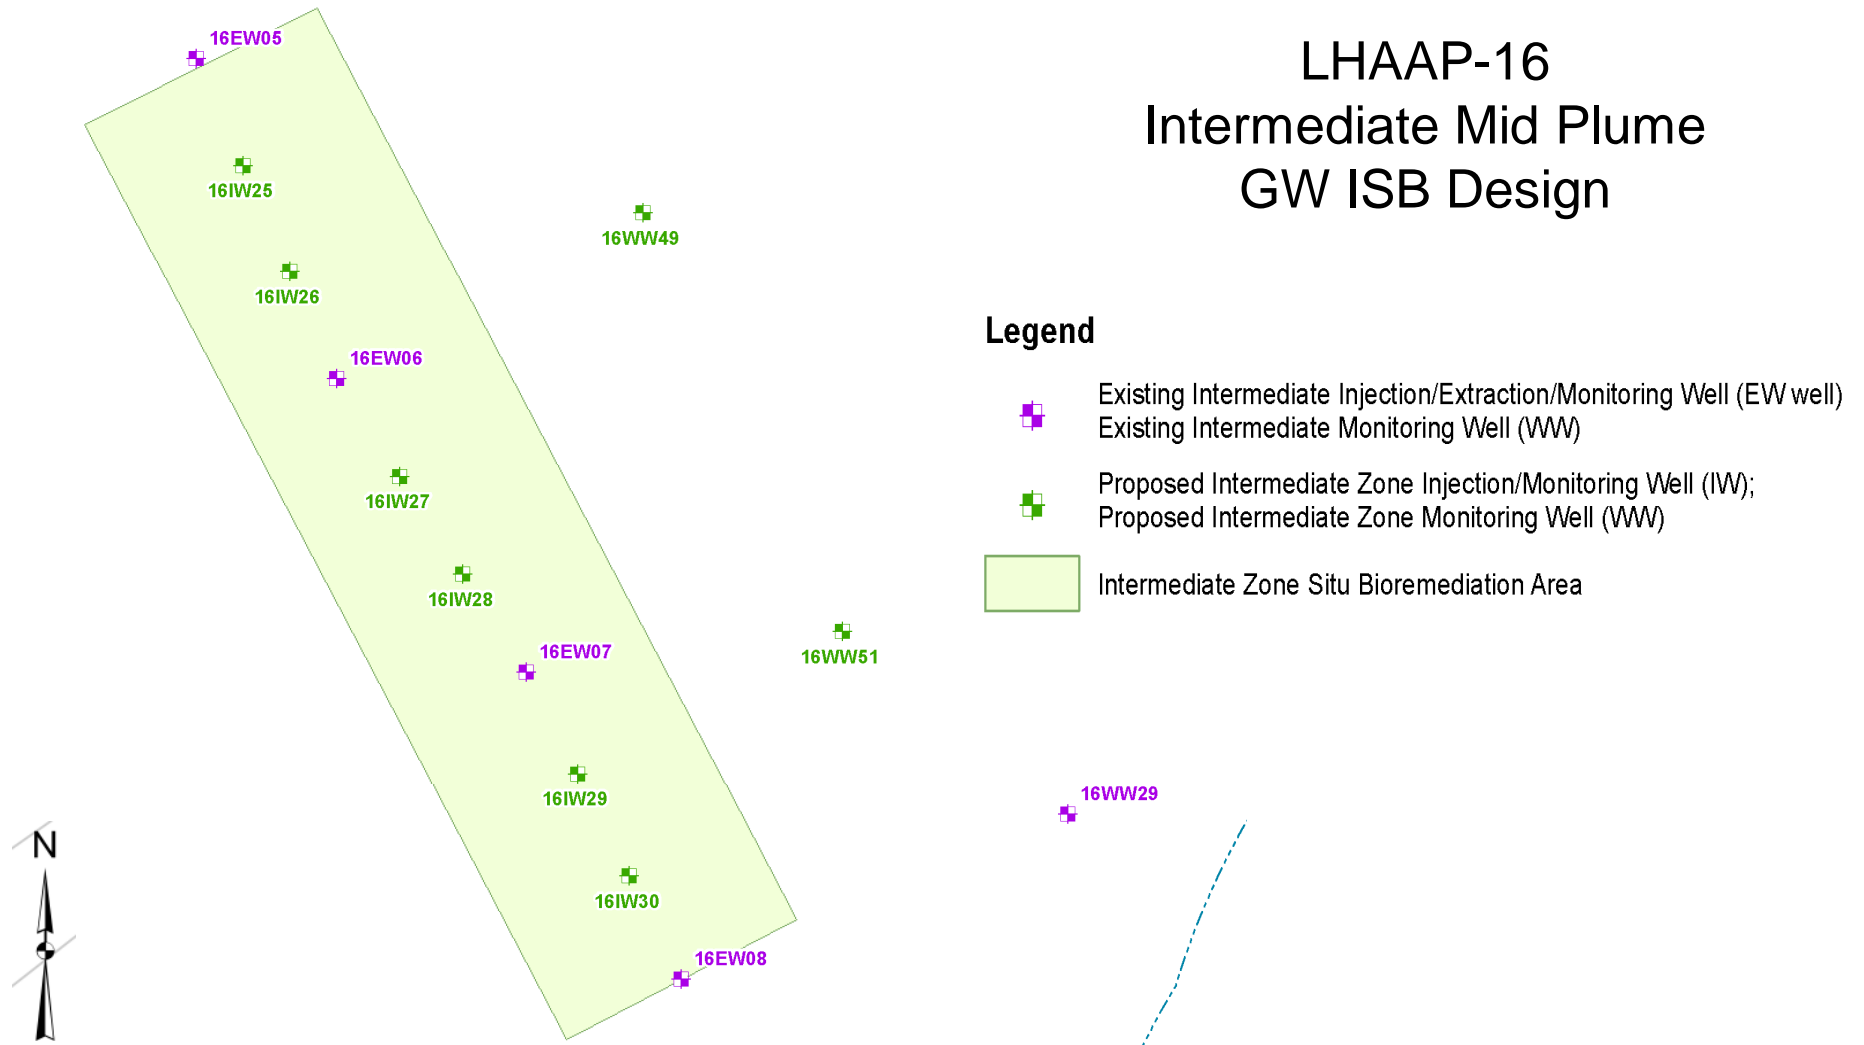 LHAAP-16
Intermediate Mid Plume
GW ISB Design
16EW05
16IW25
16WW49
16IW26
16EW06
16IW27
16IW28
16EW07
16WW51
16IW29
16WW29
16IW30
16EW08
N
Legend
Existing Intermediate Injection/Extraction/Monitoring Well (EW well)
Existing Intermediate Monitoring Well (WW)
Proposed Intermediate Zone Injection/Monitoring Well (IW);
Proposed Intermediate Zone Monitoring Well (WW)
Intermediate Zone Situ Bioremediation Area